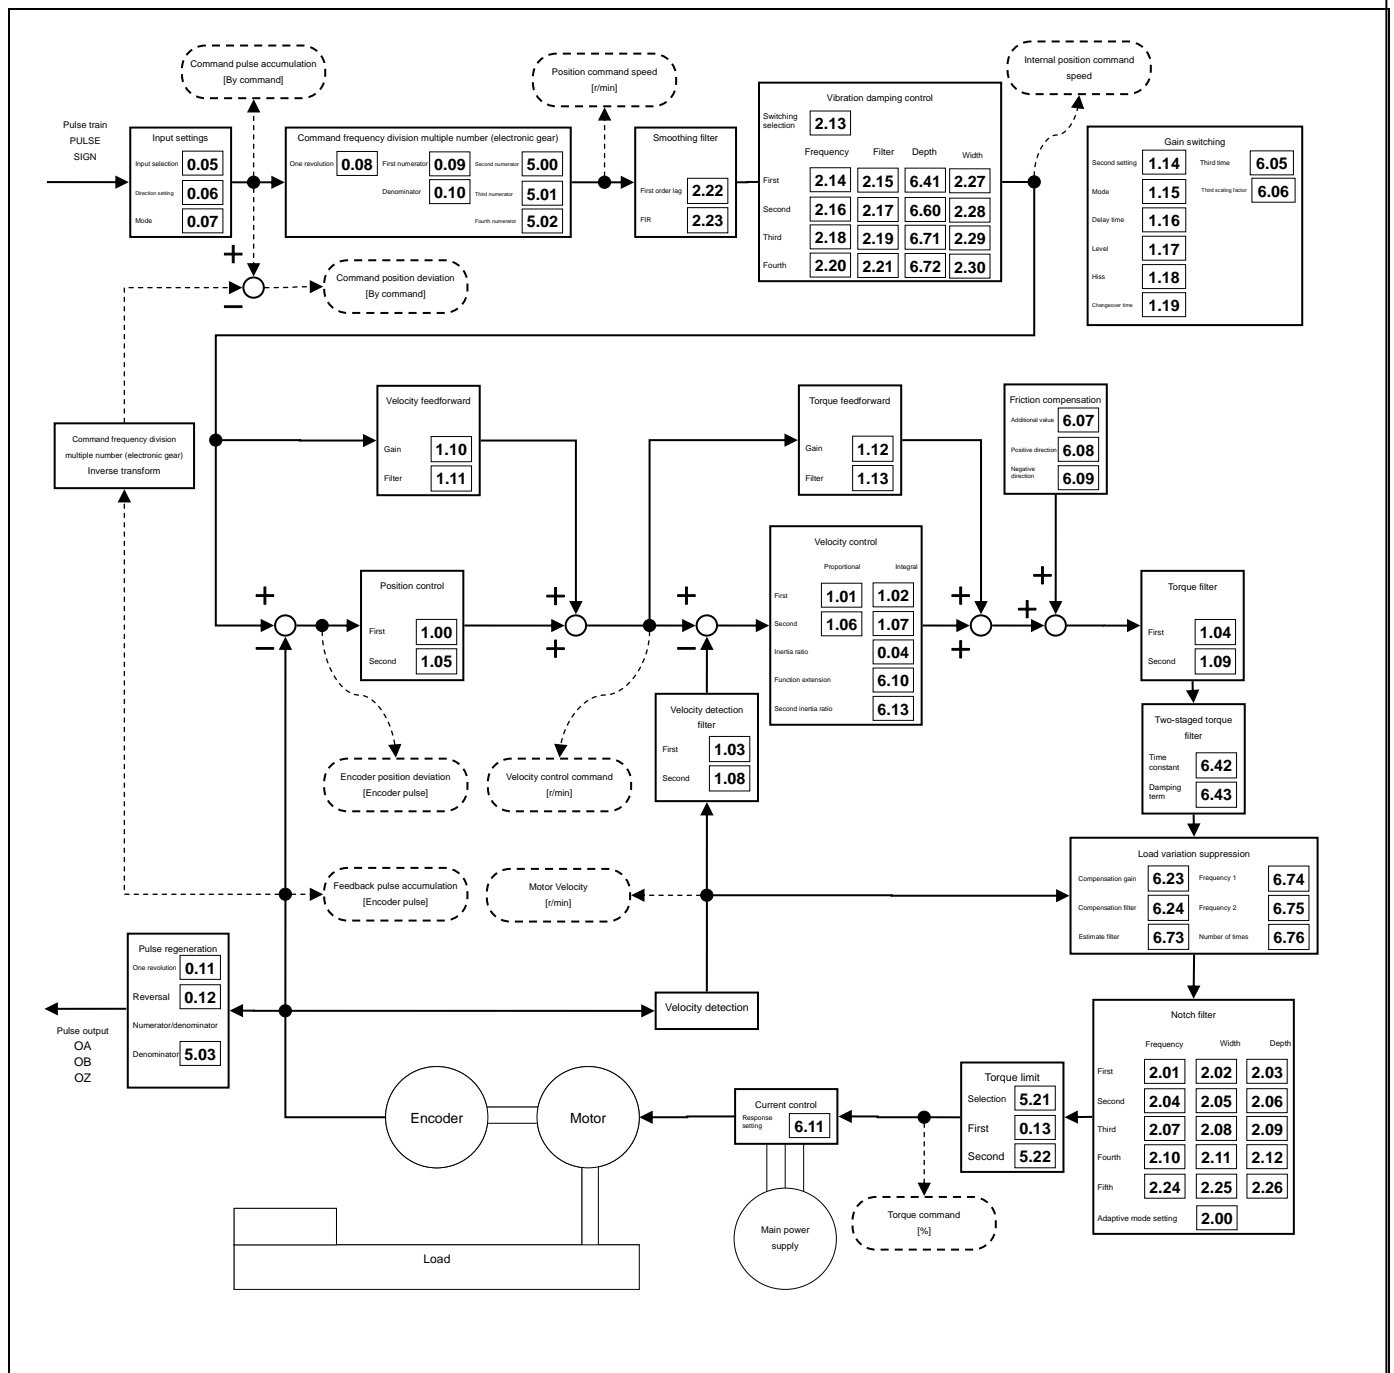 Command pulse accumulation
[By command]
Position command speed
[r/min]
Internal position command
speed
Pulse train
PULSE
SIGN
Input settings
Input selection 0.05
Direction setting 0.06
Mode 0.07
Command frequency division multiple number (electronic gear)
One revolution 0.08 First numerator 0.09 Second numerator 5.00
Denominator 0.10 Third numerator 5.01
Fourth numerator 5.02
Smoothing filter
First order lag 2.22
FIR 2.23
Vibration damping control
Switching
selection 2.13
Frequency Filter Depth Width
First 2.14 2.15 6.41 2.27
Second 2.16 2.17 6.60 2.28
Third 2.18 2.19 6.71 2.29
Fourth 2.20 2.21 6.72 2.30
Gain switching
Second setting 1.14 Third time 6.05
Mode 1.15 Third scaling factor 6.06
Delay time 1.16
Level 1.17
Hiss 1.18
Changeover time 1.19
+
−
Command position deviation
[By command]
Command frequency division
multiple number (electronic gear)
Inverse transform
Velocity feedforward
Gain 1.10
Filter 1.11
Torque feedforward
Gain 1.12
Filter 1.13
Friction compensation
Additional value 6.07
Positive direction 6.08
Negative
direction 6.09
+
−
Position control
First 1.00
Second 1.05
+
+
+
−
Velocity control
Proportional Integral
First 1.01 1.02
Second 1.06 1.07
Inertia ratio 0.04
Function extension 6.10
Second inertia ratio 6.13
+
+
+
+
Torque filter
First 1.04
Second 1.09
Velocity detection
filter
First 1.03
Second 1.08
Two-staged torque
filter
Time
constant 6.42
Damping
term 6.43
Encoder position deviation
[Encoder pulse]
Velocity control command
[r/min]
Feedback pulse accumulation
[Encoder pulse]
Motor Velocity
[r/min]
Load variation suppression
Compensation gain 6.23 Frequency 1 6.74
Compensation filter 6.24 Frequency 2 6.75
Estimate filter 6.73 Number of times 6.76
Pulse regeneration
One revolution 0.11
Reversal 0.12
Numerator/denominator
Denominator 5.03
Pulse output
OA
OB
OZ
Velocity detection
Notch filter
Frequency Width Depth
First 2.01 2.02 2.03
Second 2.04 2.05 2.06
Third 2.07 2.08 2.09
Fourth 2.10 2.11 2.12
Fifth 2.24 2.25 2.26
Adaptive mode setting 2.00
Torque limit
Selection 5.21
First 0.13
Second 5.22
Current control
Response
setting 6.11
Encoder
Motor
Torque command
[%]
Main power
supply
Load